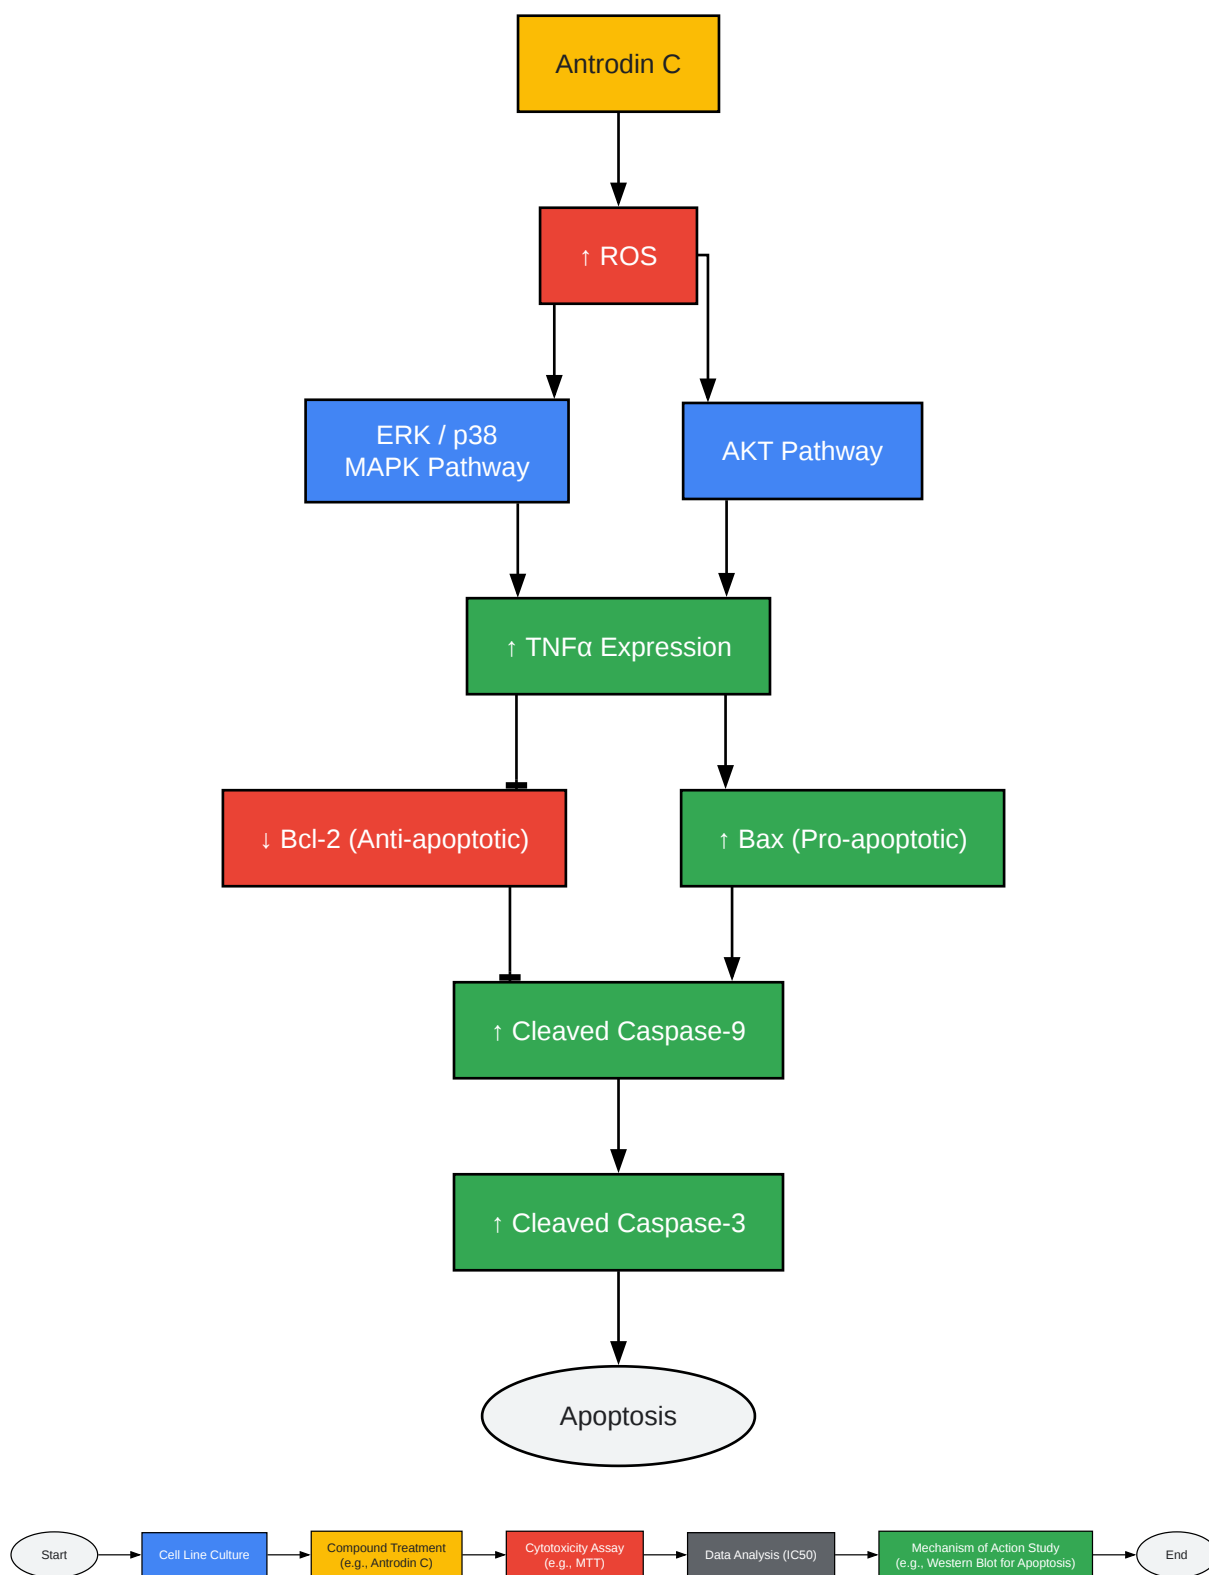 Antrodin C
↑ ROS
ERK / p38
MAPK Pathway
AKT Pathway
↑ TNFα Expression
↓ Bcl-2 (Anti-apoptotic)
↑ Bax (Pro-apoptotic)
↑ Cleaved Caspase-9
↑ Cleaved Caspase-3
Apoptosis
Start
Cell Line Culture
Compound Treatment
(e.g., Antrodin C)
Cytotoxicity Assay
(e.g., MTT)
Data Analysis (IC50)
Mechanism of Action Study
(e.g., Western Blot for Apoptosis)
End